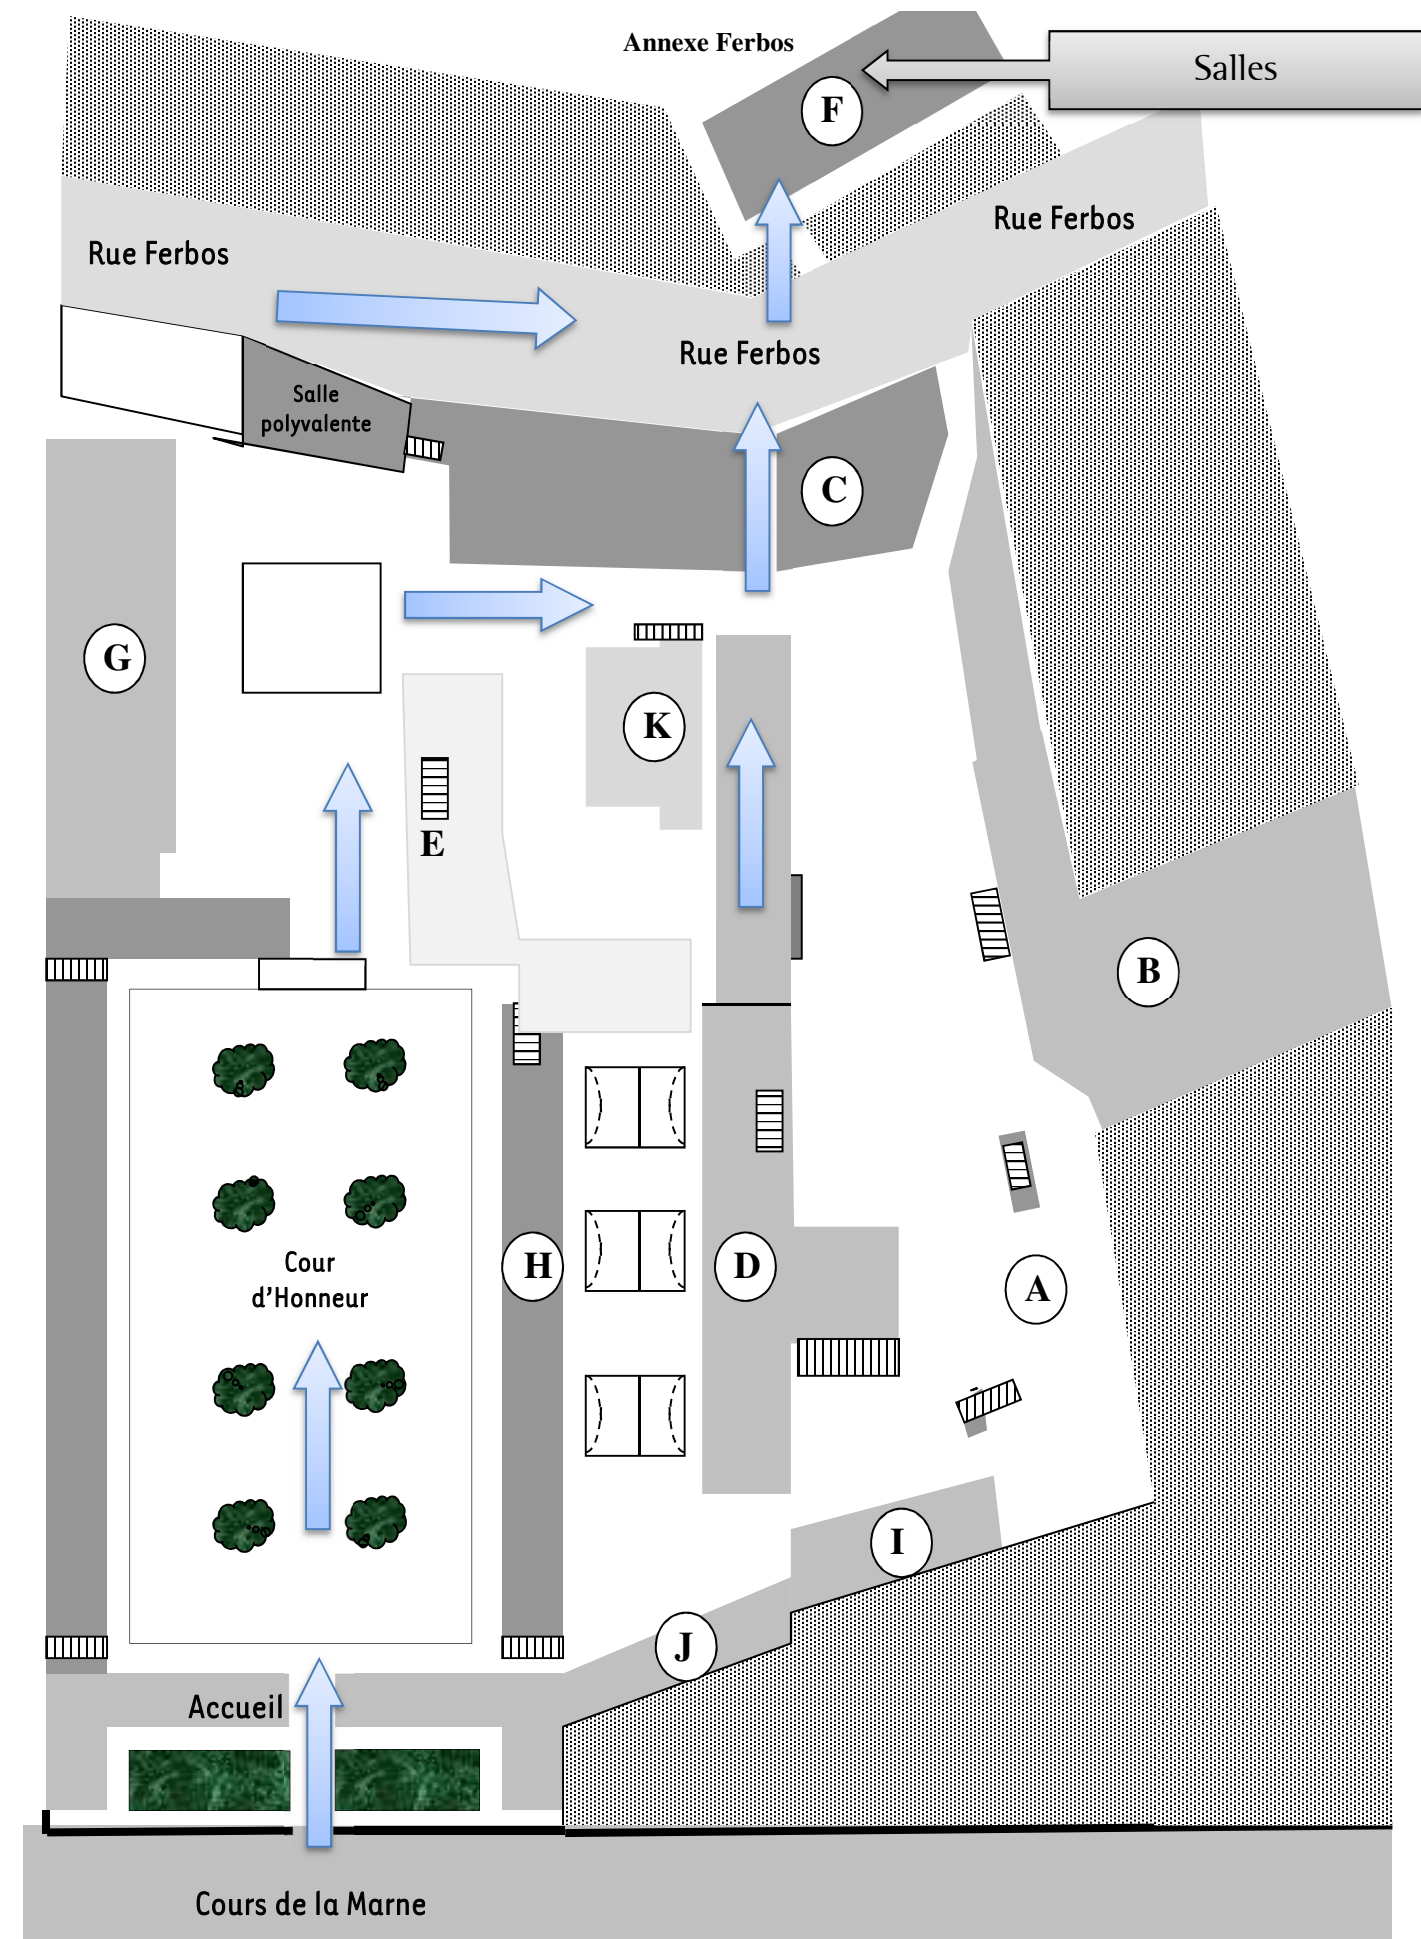 Annexe Ferbos
Salles
F
Rue Ferbos
Rue Ferbos
Rue Ferbos
Salle
polyvalente
C
G
K
E
B
H
D
A
Cour
d'Honneur
I
J
Accueil
Cours de la Marne